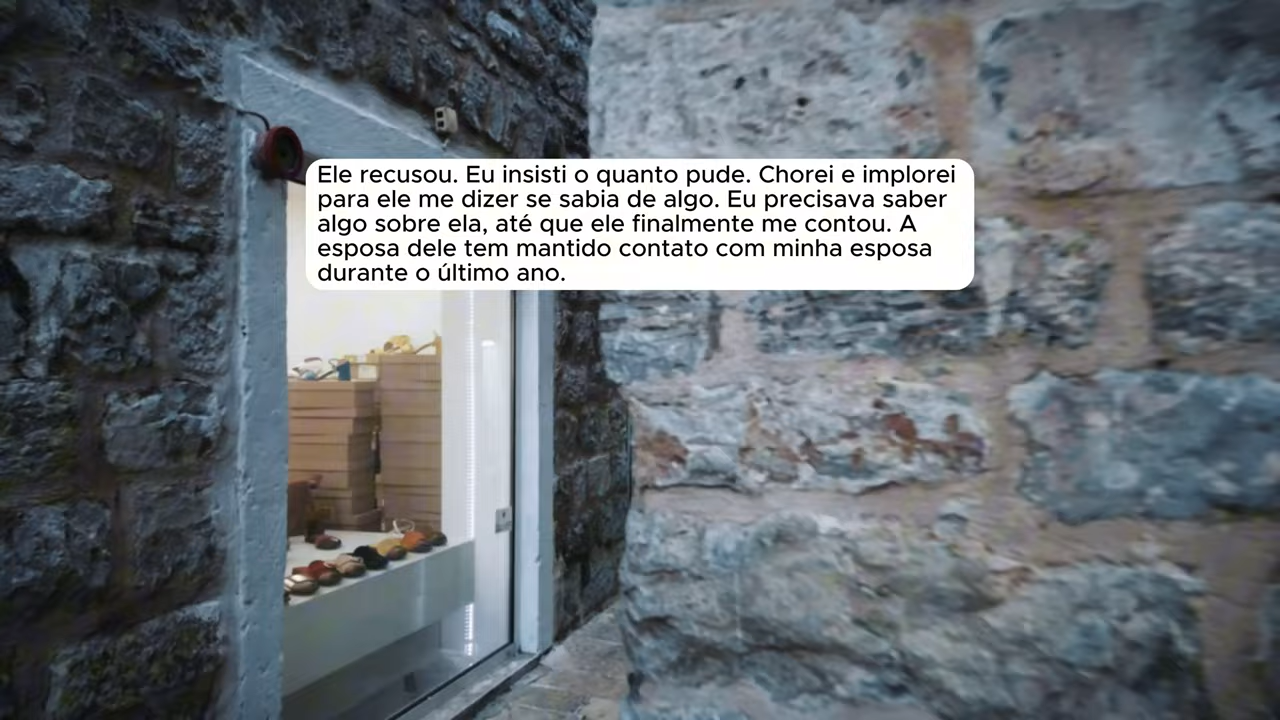 Ele recusou. Eu insisti o quanto pude. Chorei e implorei
para ele me dizer se sabia de algo. Eu precisava saber
algo sobre ela, até que ele finalmente me contou. A
esposa dele tem mantido contato com minha esposa
durante o último ano.